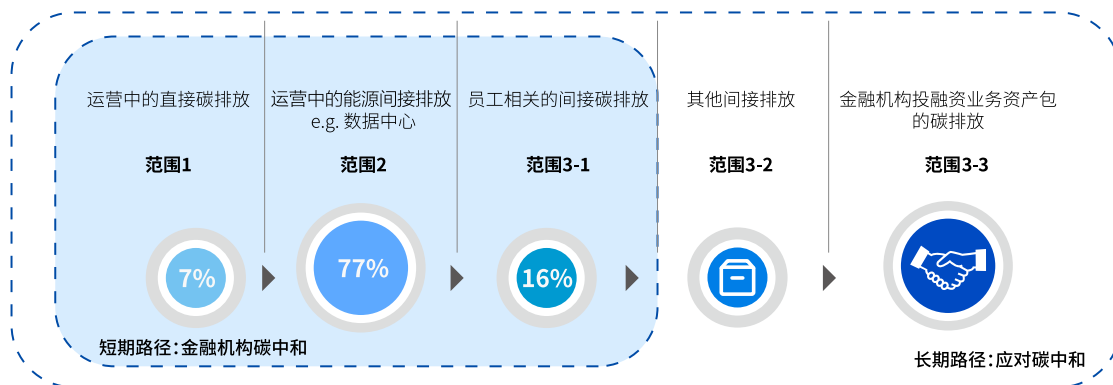 运营中的直接碳排放
范围1
7%
运营中的能源间接排放
e.g. 数据中心
范围2
77%
员工相关的间接碳排放
范围3-1
16%
其他间接排放
范围3-2
金融机构投融资业务资产包
的碳排放
范围3-3
短期路径：金融机构碳中和
长期路径：应对碳中和